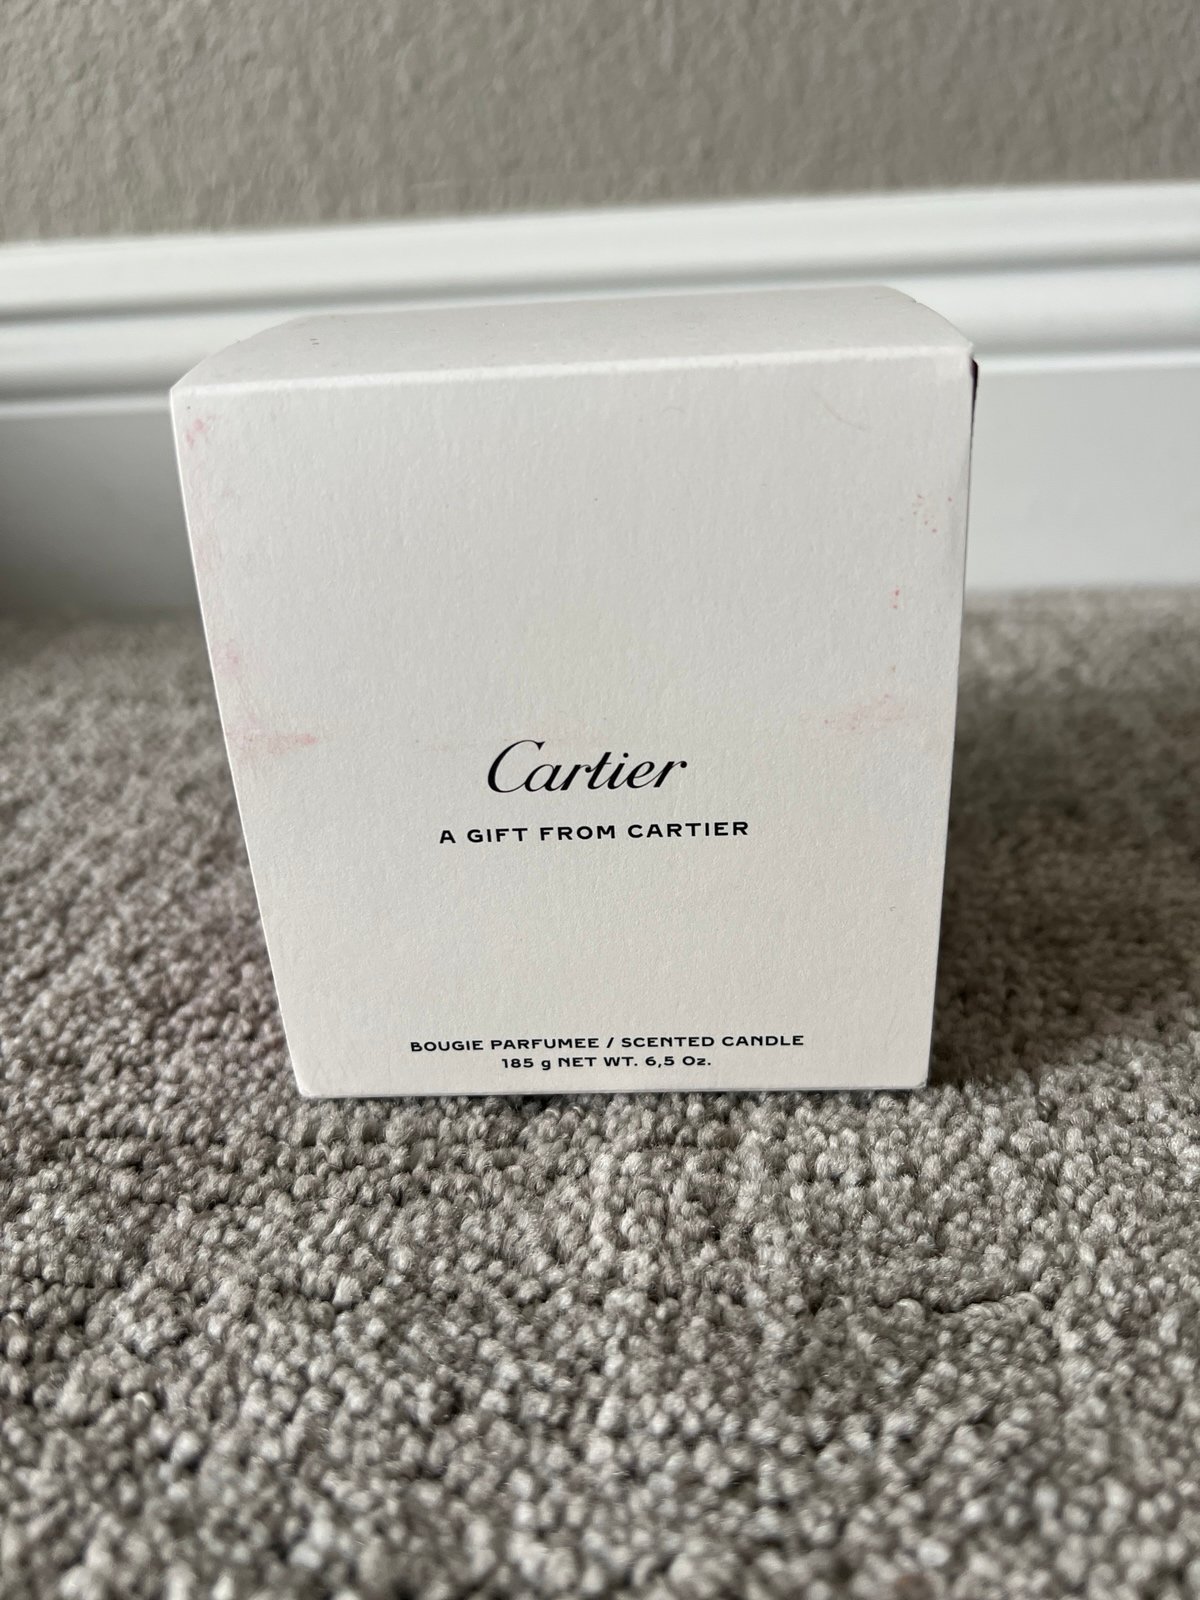 Cartier
A GIFT FROM CARTIER
BOUGIE PARFUMEE / SCENTED CANDLE
185 g NET WT. 6,5 Oz.